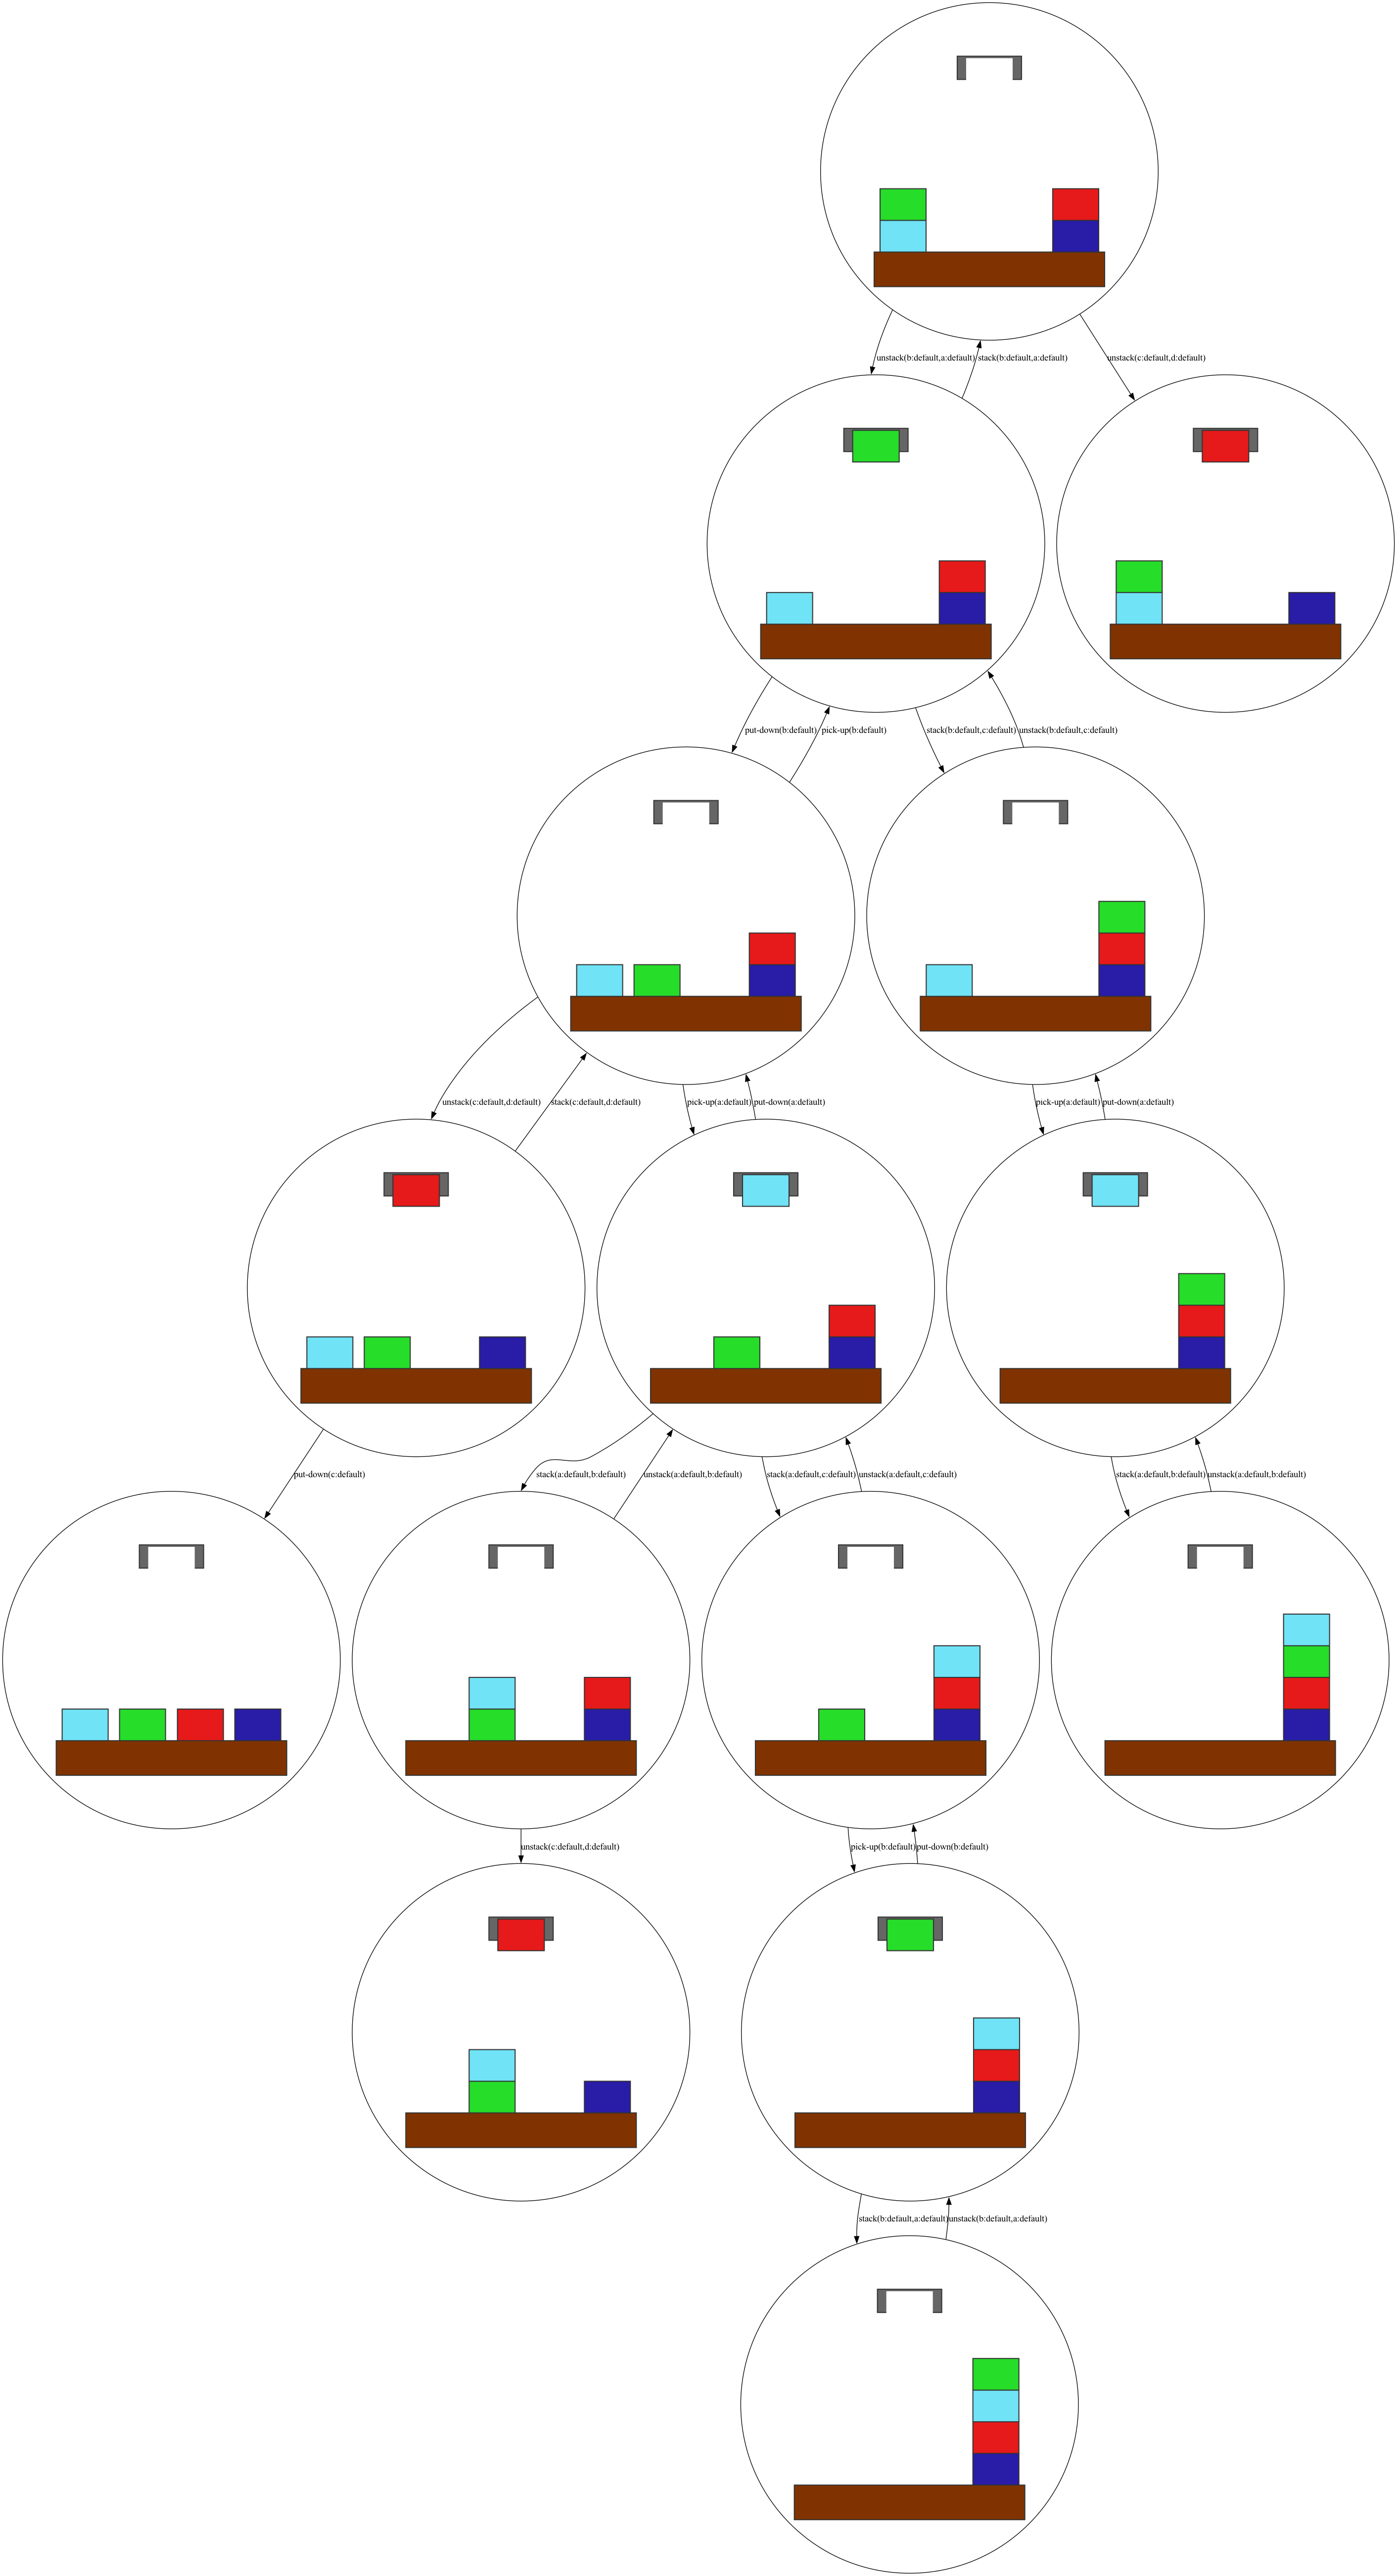 unstack(b:default,a:default)
stack(b:default,a:default)
unstack(c:default,d:default)
put-down(b:default)
pick-up(b:default)
stack(b:default,c:default)
unstack(b:default,c:default)
unstack(c:default,d:default)
stack(c:default,d:default)
pick-up(a:default)
put-down(a:default)
pick-up(a:default)
put-down(a:default)
put-down(c:default)
stack(a:default,b:default)
unstack(a:default,b:default)
stack(a:default,c:default)
unstack(a:default,c:default)
stack(a:default,b:default)
unstack(a:default,b:default)
unstack(c:default,d:default)
pick-up(b:default)
put-down(b:default)
stack(b:default,a:default)
unstack(b:default,a:default)